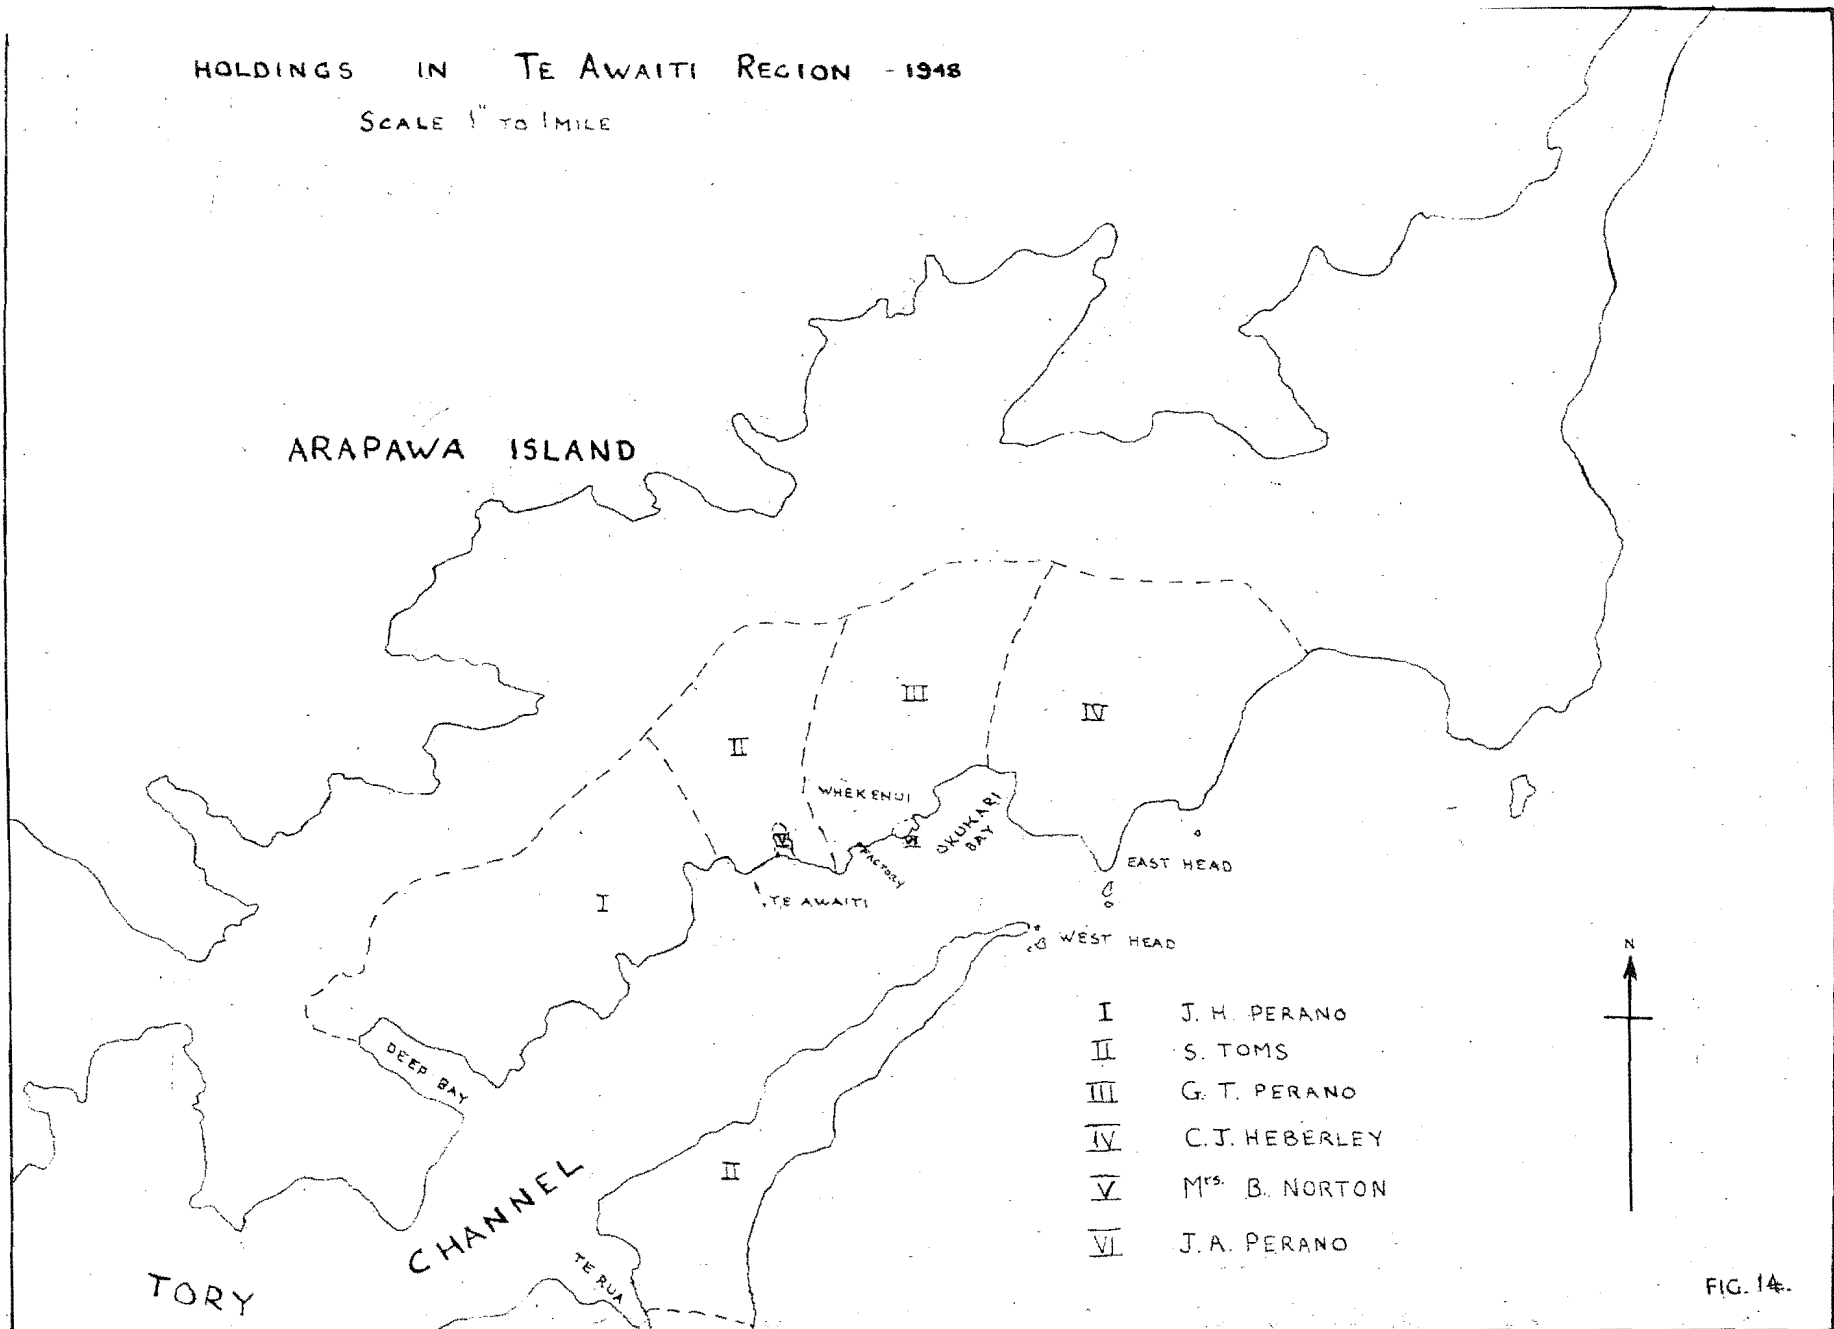 HOLDINGS IN TE AWAITI REGION - 1948
SCALE 1" TO 1 MILE
ARAPAWA ISLAND
III
IV
II
WHEKENUI
V
VI
OKUKARI
BAY
FACTORY
EAST HEAD
I
TE AWAITI
WEST HEAD
N
DEEP BAY
II
CHANNEL
TORY
TE RUA
I J. H. PERANO
II S. TOMS
III G. T. PERANO
IV C. J. HEBERLEY
V Mrs. B. NORTON
VI J. A. PERANO
FIG. 14.